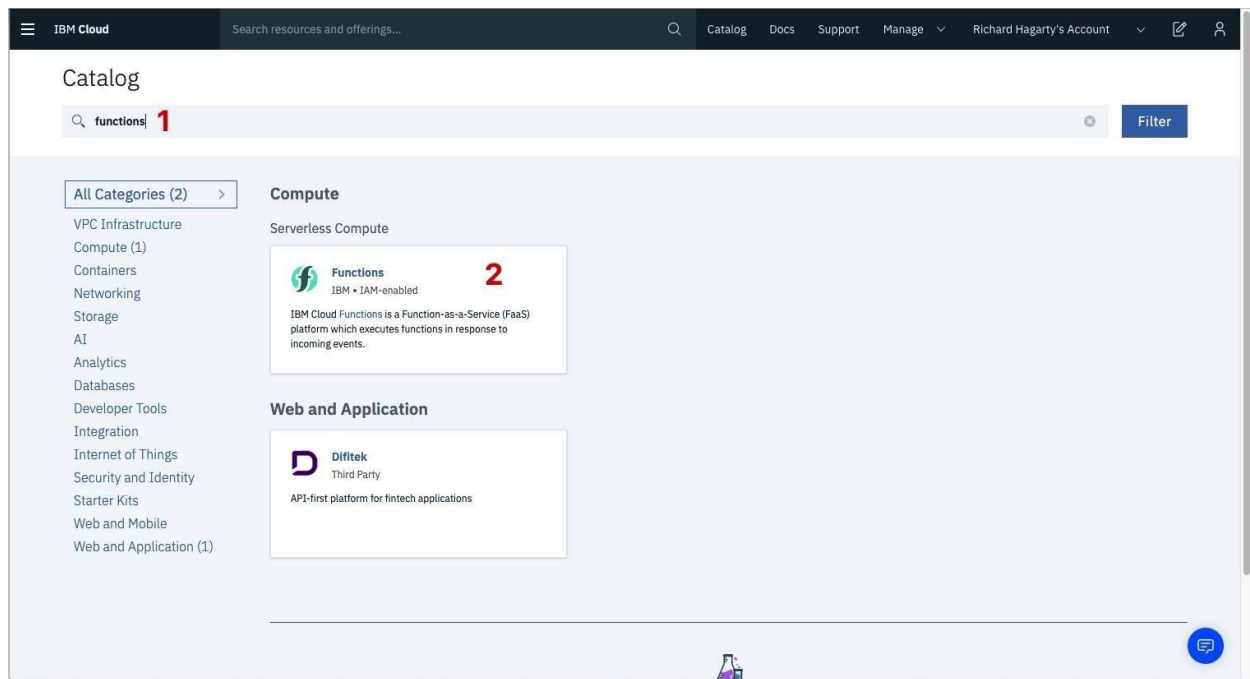 IBM Cloud
Search resources and offerings...
Catalog
Docs
Support
Manage
Richard Hagarty's Account
Catalog
functions 1
Filter
All Categories (2)
VPC Infrastructure
Compute (1)
Containers
Networking
Storage
AI
Analytics
Databases
Developer Tools
Integration
Internet of Things
Security and Identity
Starter Kits
Web and Mobile
Web and Application (1)
Compute
Serverless Compute
Functions
IBM • IAM-enabled
2
IBM Cloud Functions is a Function-as-a-Service (FaaS)
platform which executes functions in response to
incoming events.
Web and Application
Difitek
Third Party
API-first platform for fintech applications